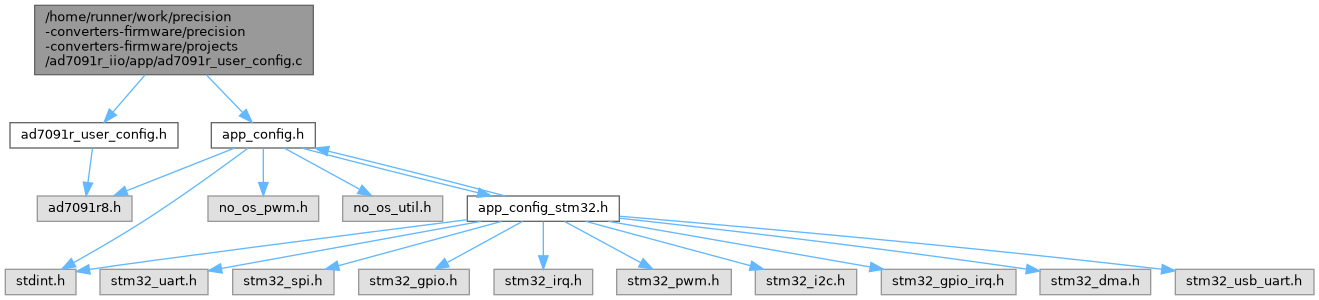 /home/runner/work/precision
-converters-firmware/precision
-converters-firmware/projects
/ad7091r_iio/app/ad7091r_user_config.c
ad7091r_user_config.h
app_config.h
ad7091r8.h
no_os_pwm.h
no_os_util.h
app_config_stm32.h
stdint.h
stm32_uart.h
stm32_spi.h
stm32_gpio.h
stm32_irq.h
stm32_pwm.h
stm32_i2c.h
stm32_gpio_irq.h
stm32_dma.h
stm32_usb_uart.h